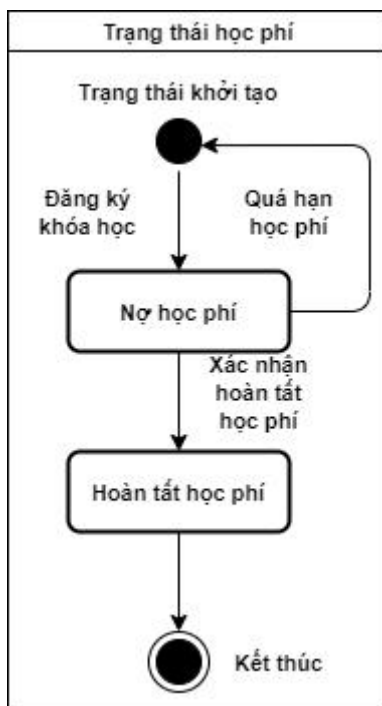 Trạng thái học phí
Trạng thái khởi tạo
Đăng ký
khóa học
Quá hạn
học phí
Nợ học phí
Xác nhận
hoàn tất
học phí
Hoàn tất học phí
Kết thúc